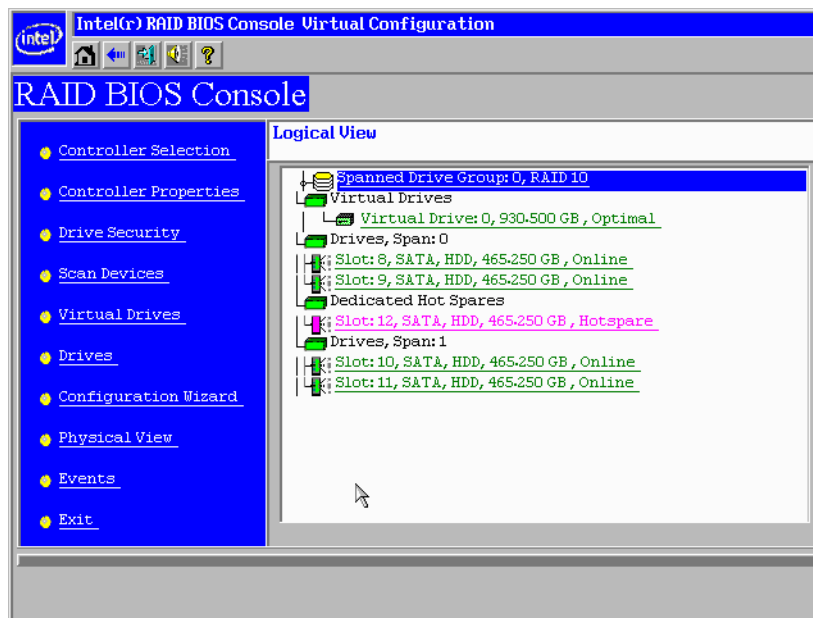 intel
Intel(r) RAID BIOS Console Virtual Configuration
?
RAID BIOS Console
Controller Selection
Controller Properties
Drive Security
Scan Devices
Virtual Drives
Drives
Configuration Wizard
Physical View
Events
Exit
Logical View
Spanned Drive Group: 0, RAID 10
Virtual Drives
Virtual Drive: 0, 930.500 GB , Optimal
Drives, Span: 0
Slot: 8, SATA, HDD, 465.250 GB , Online
Slot: 9, SATA, HDD, 465.250 GB , Online
Dedicated Hot Spares
Slot: 12, SATA, HDD, 465.250 GB , Hotspare
Drives, Span: 1
Slot: 10, SATA, HDD, 465.250 GB , Online
Slot: 11, SATA, HDD, 465.250 GB , Online